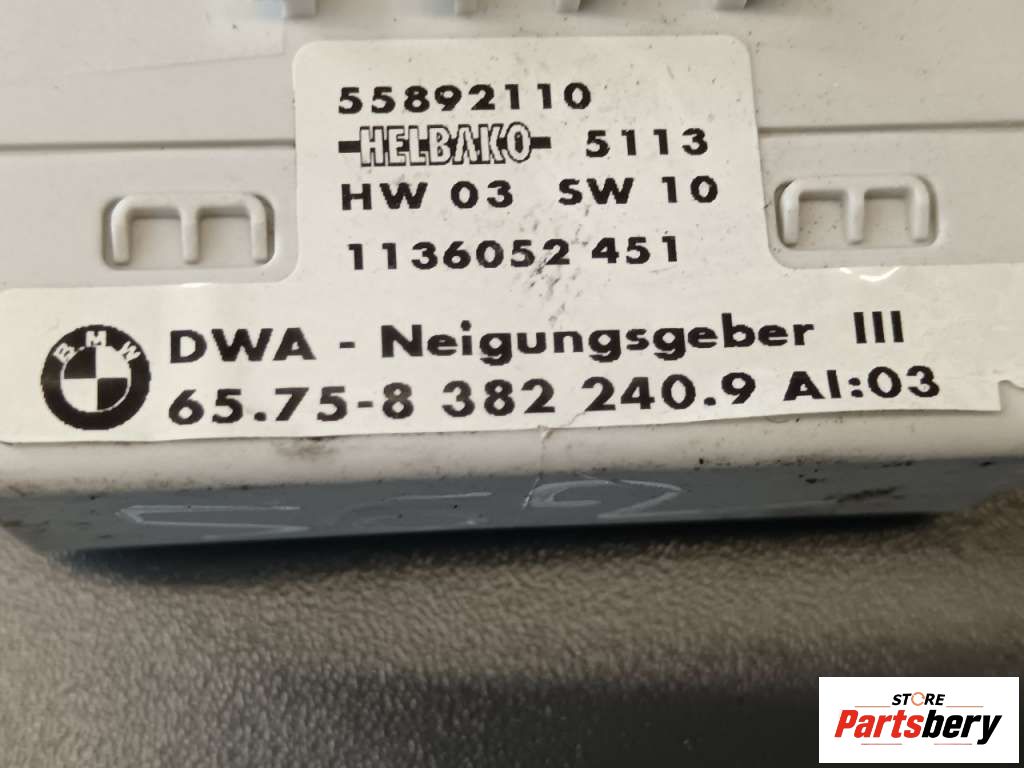 55892110
HELBAKO 5113
HW 03 SW 10
1136052 451
BMW
DWA - Neigungsgeber III
65.75-8 382 240.9 AI:03
STORE
Partsbery